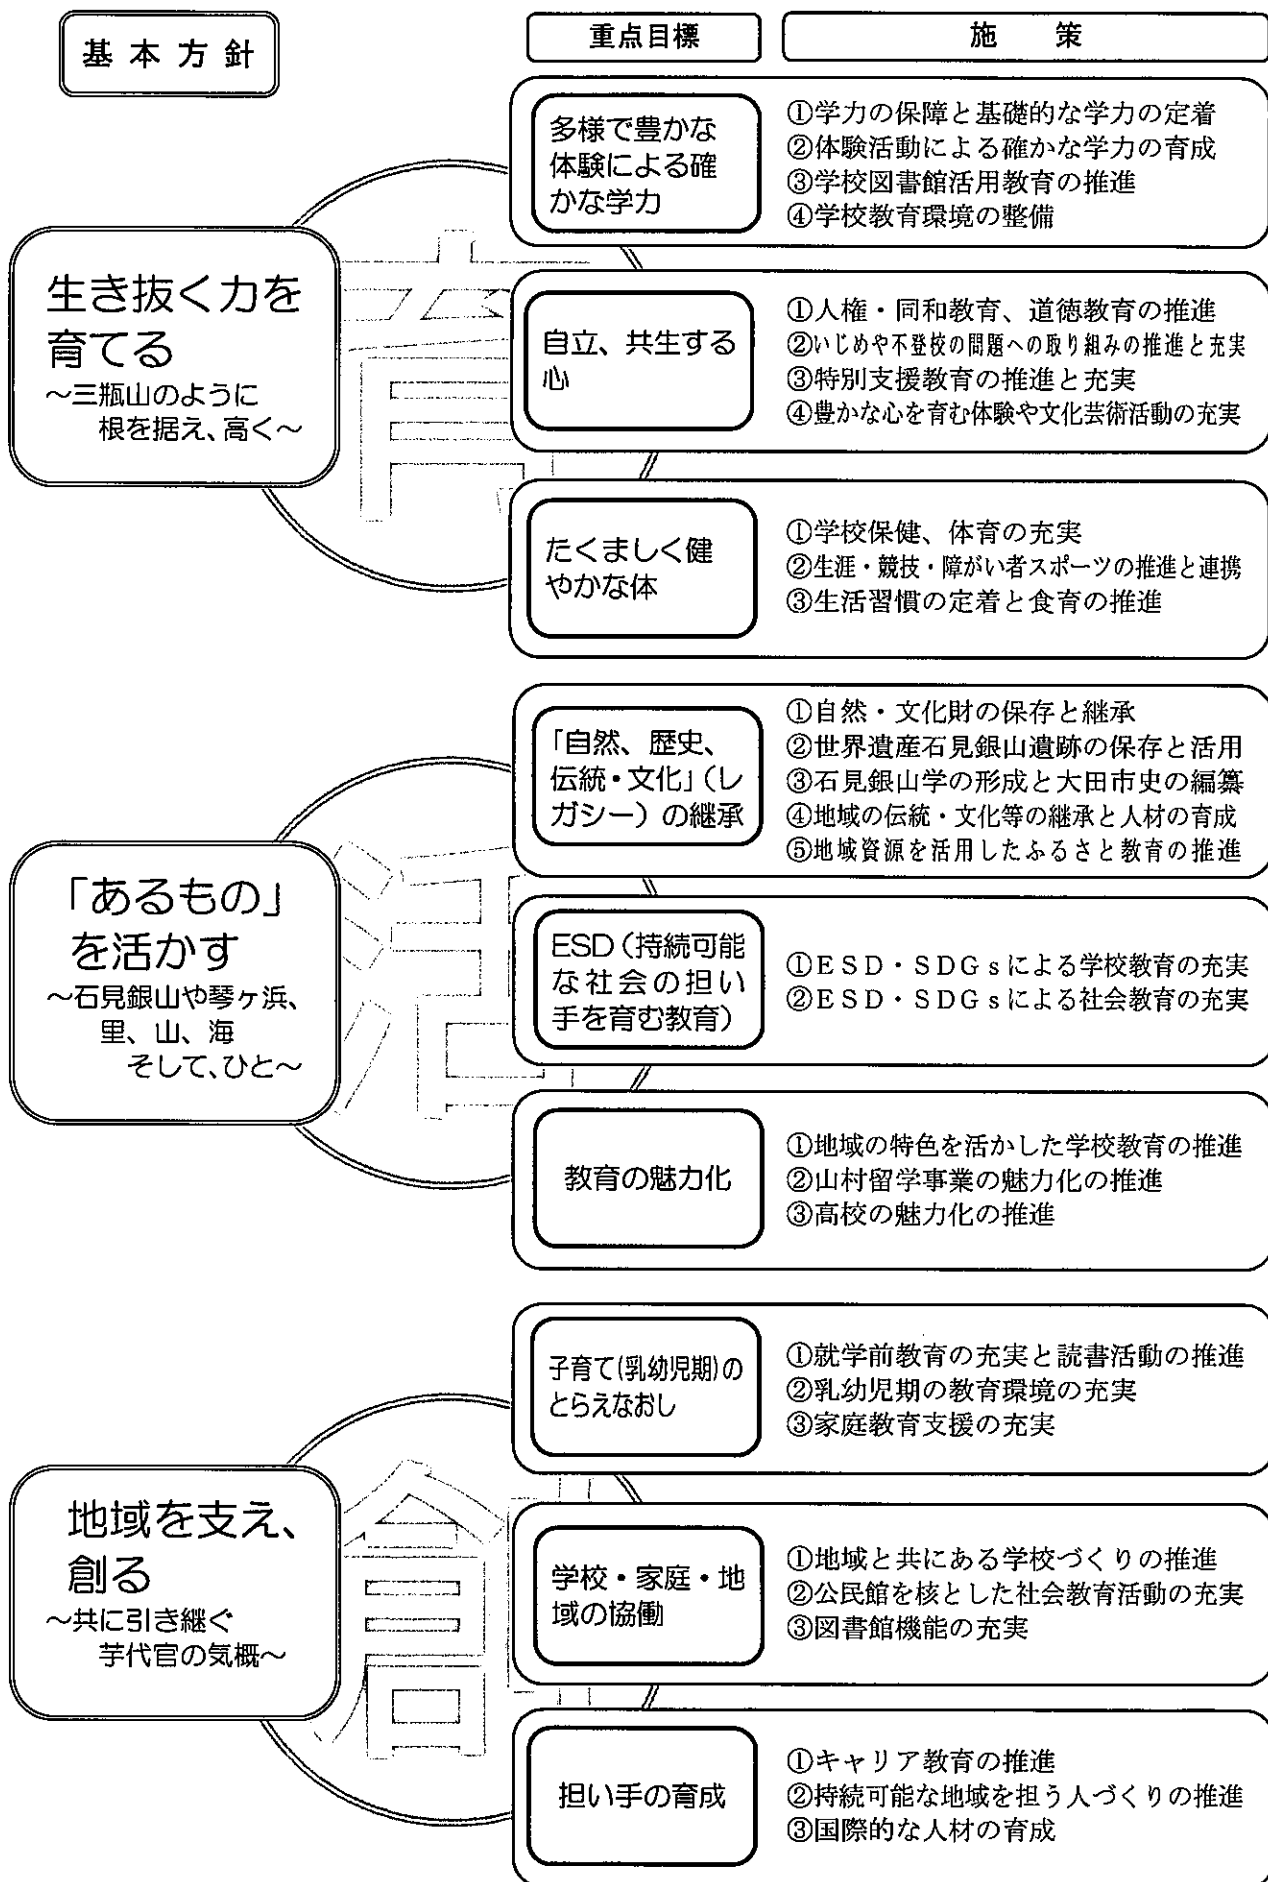 基本方針
重点目標
施策
生き抜く力を
育てる
～三瓶山のように
根を据え、高く～
育
多様で豊かな
体験による確
かな学力
①学力の保障と基礎的な学力の定着
②体験活動による確かな学力の育成
③学校図書館活用教育の推進
④学校教育環境の整備
自立、共生する
心
①人権・同和教育、道徳教育の推進
②いじめや不登校の問題への取り組みの推進と充実
③特別支援教育の推進と充実
④豊かな心を育む体験や文化芸術活動の充実
たくましく健
やかな体
①学校保健、体育の充実
②生涯・競技・障がい者スポーツの推進と連携
③生活習慣の定着と食育の推進
「あるもの」
を活かす
～石見銀山や琴ヶ浜、
里、山、海
そして、ひと～
活
「自然、歴史、
伝統・文化」（レ
ガシー）の継承
①自然・文化財の保存と継承
②世界遺産石見銀山遺跡の保存と活用
③石見銀山学の形成と大田市史の編纂
④地域の伝統・文化等の継承と人材の育成
⑤地域資源を活用したふるさと教育の推進
ESD（持続可能
な社会の担い
手を育む教育）
①ＥＳＤ・ＳＤＧｓによる学校教育の充実
②ＥＳＤ・ＳＤＧｓによる社会教育の充実
教育の魅力化
①地域の特色を活かした学校教育の推進
②山村留学事業の魅力化の推進
③高校の魅力化の推進
地域を支え、
創る
～共に引き継ぐ
芋代官の気概～
創
子育て(乳幼児期)の
とらえなおし
①就学前教育の充実と読書活動の推進
②乳幼児期の教育環境の充実
③家庭教育支援の充実
学校・家庭・地
域の協働
①地域と共にある学校づくりの推進
②公民館を核とした社会教育活動の充実
③図書館機能の充実
担い手の育成
①キャリア教育の推進
②持続可能な地域を担う人づくりの推進
③国際的な人材の育成